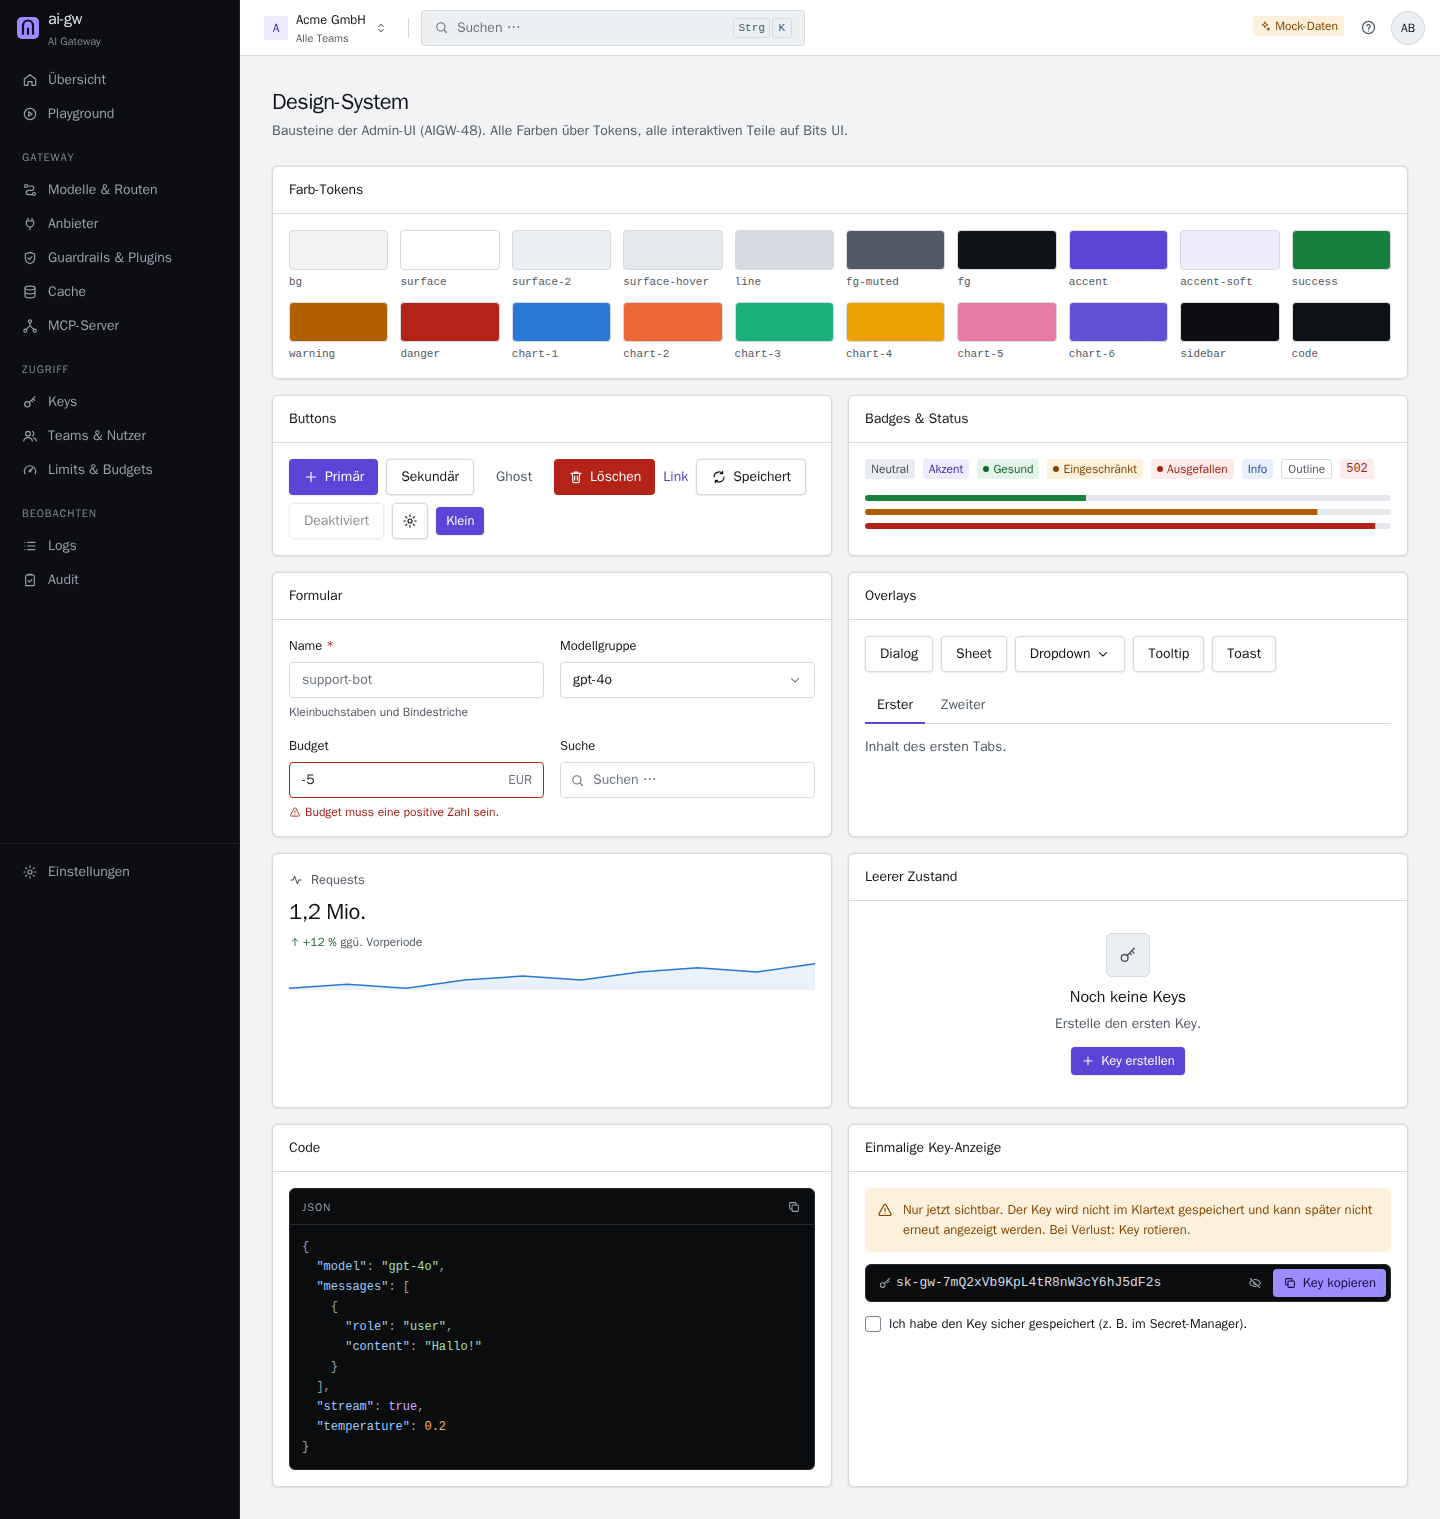 ai-gw
AI Gateway
Übersicht
Playground
GATEWAY
Modelle & Routen
Anbieter
Guardrails & Plugins
Cache
MCP-Server
ZUGRIFF
Keys
Teams & Nutzer
Limits & Budgets
BEOBACHTEN
Logs
Audit
Einstellungen
A
Acme GmbH
Alle Teams
Suchen ···
Strg K
Mock-Daten
AB
Design-System
Bausteine der Admin-UI (AIGW-48). Alle Farben über Tokens, alle interaktiven Teile auf Bits UI.
Farb-Tokens
bg surface surface-2 surface-hover line fg-muted fg accent accent-soft success
warning danger chart-1 chart-2 chart-3 chart-4 chart-5 chart-6 sidebar code
Buttons
Primär Sekundär Ghost Löschen Link Speichert
Deaktiviert Klein
Badges & Status
Neutral Akzent Gesund Eingeschränkt Ausgefallen Info Outline 502
Formular
Name * Modellgruppe
support-bot gpt-4o
Kleinbuchstaben und Bindestriche
Budget Suche
-5 EUR Suchen ···
Budget muss eine positive Zahl sein.
Overlays
Dialog Sheet Dropdown Tooltip Toast
Erster Zweiter
Inhalt des ersten Tabs.
Requests
1,2 Mio.
↑ +12 % ggü. Vorperiode
Leerer Zustand
Noch keine Keys
Erstelle den ersten Key.
Key erstellen
Code
JSON
{
"model": "gpt-4o",
"messages": [
{
"role": "user",
"content": "Hallo!"
}
],
"stream": true,
"temperature": 0.2
}
Einmalige Key-Anzeige
Nur jetzt sichtbar. Der Key wird nicht im Klartext gespeichert und kann später nicht
erneut angezeigt werden. Bei Verlust: Key rotieren.
sk-gw-7mQ2xVb9KpL4tR8nW3cY6hJ5dF2s Key kopieren
Ich habe den Key sicher gespeichert (z. B. im Secret-Manager).